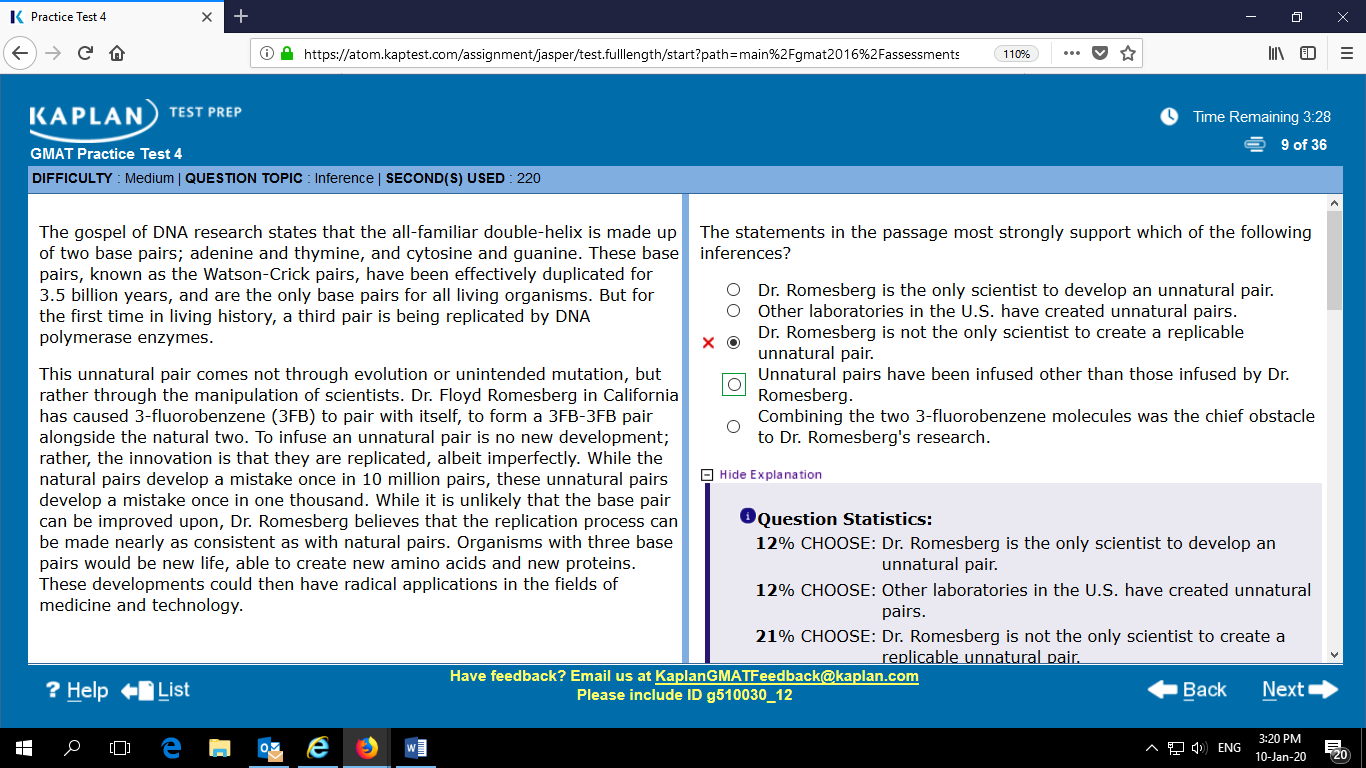 Practice Test 4
https://atom.kaptest.com/assignment/jasper/test.fulllength/start?path=main%2Fgmat2016%2Fassessments
110%
KAPLAN TEST PREP
Time Remaining 3:28
GMAT Practice Test 4
9 of 36
DIFFICULTY : Medium | QUESTION TOPIC : Inference | SECOND(S) USED : 220
The gospel of DNA research states that the all-familiar double-helix is made up
of two base pairs; adenine and thymine, and cytosine and guanine. These base
pairs, known as the Watson-Crick pairs, have been effectively duplicated for
3.5 billion years, and are the only base pairs for all living organisms. But for
the first time in living history, a third pair is being replicated by DNA
polymerase enzymes.
This unnatural pair comes not through evolution or unintended mutation, but
rather through the manipulation of scientists. Dr. Floyd Romesberg in California
has caused 3-fluorobenzene (3FB) to pair with itself, to form a 3FB-3FB pair
alongside the natural two. To infuse an unnatural pair is no new development;
rather, the innovation is that they are replicated, albeit imperfectly. While the
natural pairs develop a mistake once in 10 million pairs, these unnatural pairs
develop a mistake once in one thousand. While it is unlikely that the base pair
can be improved upon, Dr. Romesberg believes that the replication process can
be made nearly as consistent as with natural pairs. Organisms with three base
pairs would be new life, able to create new amino acids and new proteins.
These developments could then have radical applications in the fields of
medicine and technology.
The statements in the passage most strongly support which of the following
inferences?
Dr. Romesberg is the only scientist to develop an unnatural pair.
Other laboratories in the U.S. have created unnatural pairs.
Dr. Romesberg is not the only scientist to create a replicable
unnatural pair.
Unnatural pairs have been infused other than those infused by Dr.
Romesberg.
Combining the two 3-fluorobenzene molecules was the chief obstacle
to Dr. Romesberg's research.
Hide Explanation
Question Statistics:
12% CHOOSE: Dr. Romesberg is the only scientist to develop an
unnatural pair.
12% CHOOSE: Other laboratories in the U.S. have created unnatural
pairs.
21% CHOOSE: Dr. Romesberg is not the only scientist to create a
replicable unnatural pair.
Have feedback? Email us at KaplanGMATFeedback@kaplan.com
Please include ID g510030_12
? Help
List
Back
Next
ENG
3:20 PM
10-Jan-20
20